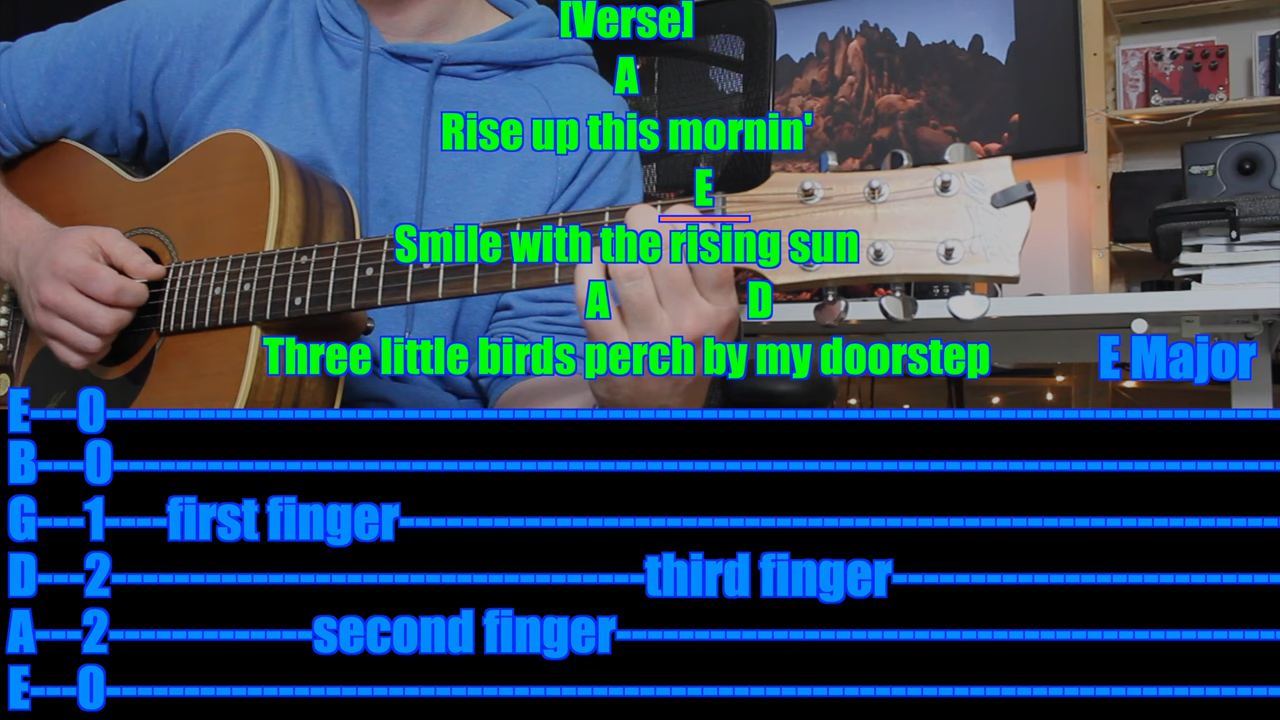 [Verse]
A
Rise up this mornin'
E
Smile with the rising sun
A D
Three little birds perch by my doorstep
E Major
E---0
B---0
G---1----first finger
D---2 third finger
A---2 second finger
E---0